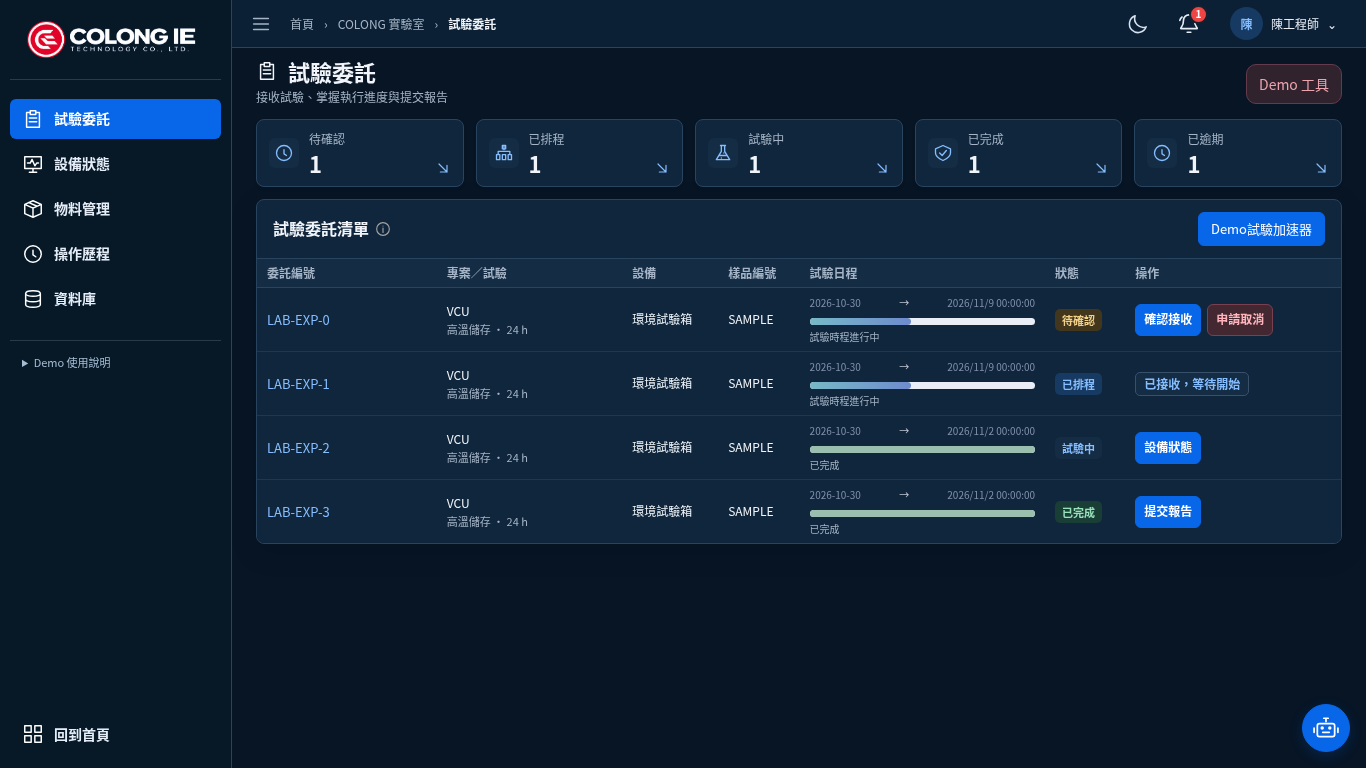 COLONG IE
TECHNOLOGY CO., LTD.
試驗委託
設備狀態
物料管理
操作歷程
資料庫
▶ Demo 使用說明
回到首頁
首頁 › COLONG 實驗室 › 試驗委託
1
陳 陳工程師
試驗委託
接收試驗、掌握執行進度與提交報告
Demo 工具
待確認
1
已排程
1
試驗中
1
已完成
1
已逾期
1
試驗委託清單
Demo試驗加速器
委託編號 專案／試驗 設備 樣品編號 試驗日程 狀態 操作
LAB-EXP-0
VCU
高溫儲存 · 24 h
環境試驗箱
SAMPLE
2026-10-30 → 2026/11/9 00:00:00
試驗時程進行中
待確認
確認接收 申請取消
LAB-EXP-1
VCU
高溫儲存 · 24 h
環境試驗箱
SAMPLE
2026-10-30 → 2026/11/9 00:00:00
試驗時程進行中
已排程
已接收，等待開始
LAB-EXP-2
VCU
高溫儲存 · 24 h
環境試驗箱
SAMPLE
2026-10-30 → 2026/11/2 00:00:00
已完成
試驗中
設備狀態
LAB-EXP-3
VCU
高溫儲存 · 24 h
環境試驗箱
SAMPLE
2026-10-30 → 2026/11/2 00:00:00
已完成
已完成
提交報告